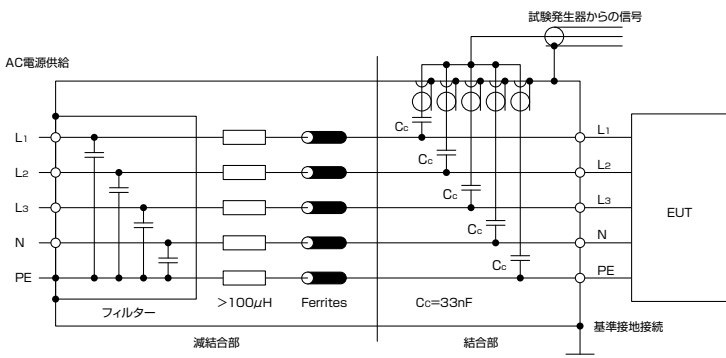 試験発生器からの信号
AC電源供給
L1
L2
L3
N
PE
Cc
Cc
Cc
Cc
Cc
L1
L2
L3
N
PE
EUT
フィルター
>100μH
Ferrites
Cc=33nF
基準接地接続
減結合部
結合部